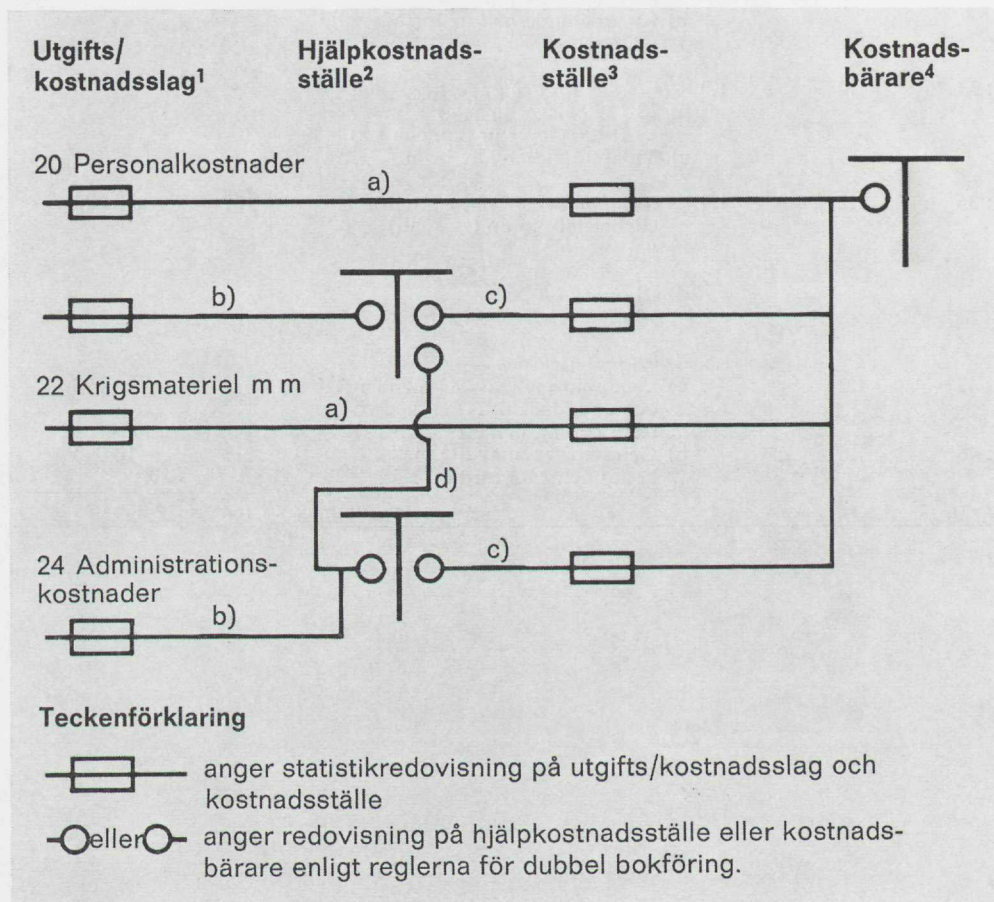 Utgifts/
kostnadsslag¹
Hjälpkostnads-
ställe²
Kostnads-
ställe³
Kostnads-
bärare⁴
20 Personalkostnader
a)
b)
c)
22 Krigsmateriel m m
a)
d)
24 Administrations-
kostnader
c)
b)
Teckenförklaring
anger statistikredovisning på utgifts/kostnadsslag och
kostnadsställe
eller
anger redovisning på hjälpkostnadsställe eller kostnads-
bärare enligt reglerna för dubbel bokföring.